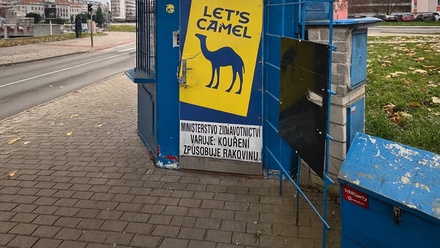 LET'S
CAMEL
MINISTERSTVO ZDRAVOTNICTVÍ
VARUJE: KOUŘENÍ
ZPŮSOBUJE RAKOVINU